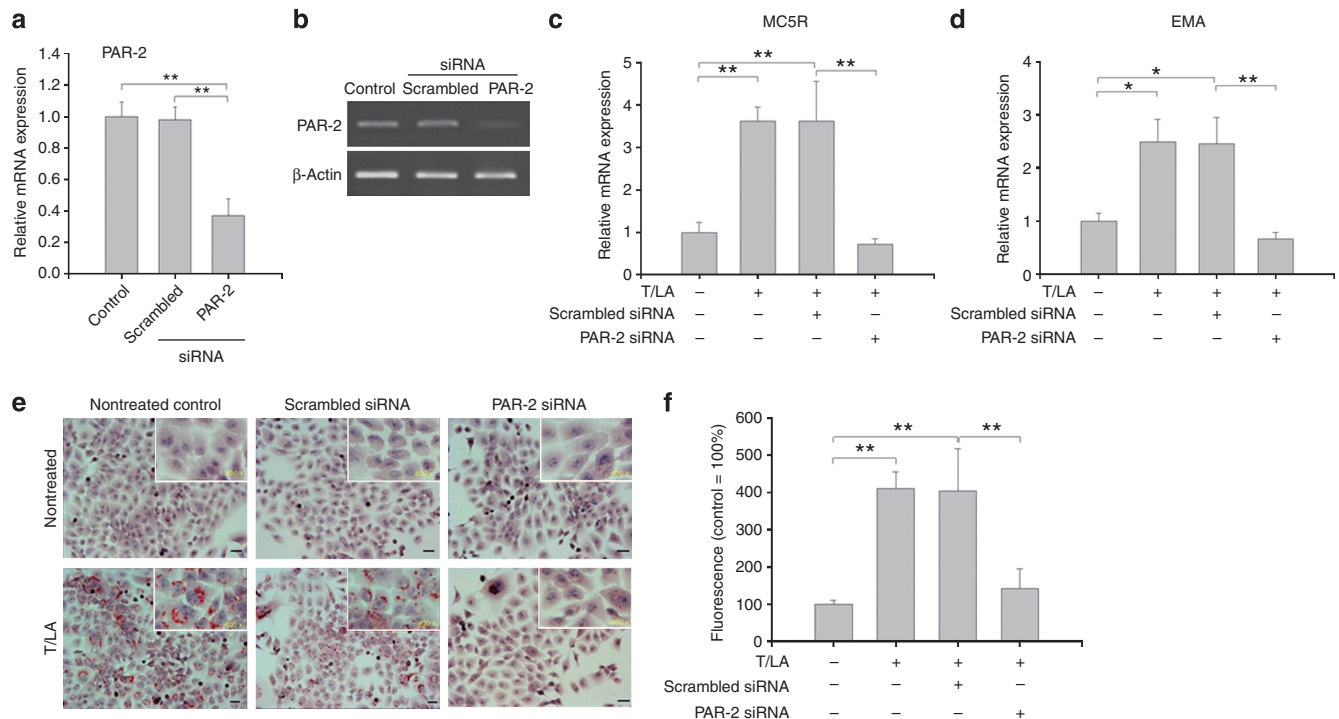 a
PAR-2
Relative mRNA expression
1.4
1.2
1.0
0.8
0.6
0.4
0.2
0.0
**
**
Control
Scrambled
PAR-2
siRNA
b
siRNA
Control Scrambled PAR-2
PAR-2
β-Actin
c
MC5R
Relative mRNA expression
5
4
3
2
1
0
**
**
**
T/LA – + + +
Scrambled siRNA – – + –
PAR-2 siRNA – – – +
d
EMA
Relative mRNA expression
4
3
2
1
0
*
*
**
T/LA – + + +
Scrambled siRNA – – + –
PAR-2 siRNA – – – +
e
Nontreated control Scrambled siRNA PAR-2 siRNA
Nontreated
T/LA
f
Fluorescence (control = 100%)
600
500
400
300
200
100
0
**
**
**
T/LA – + + +
Scrambled siRNA – – + –
PAR-2 siRNA – – – +